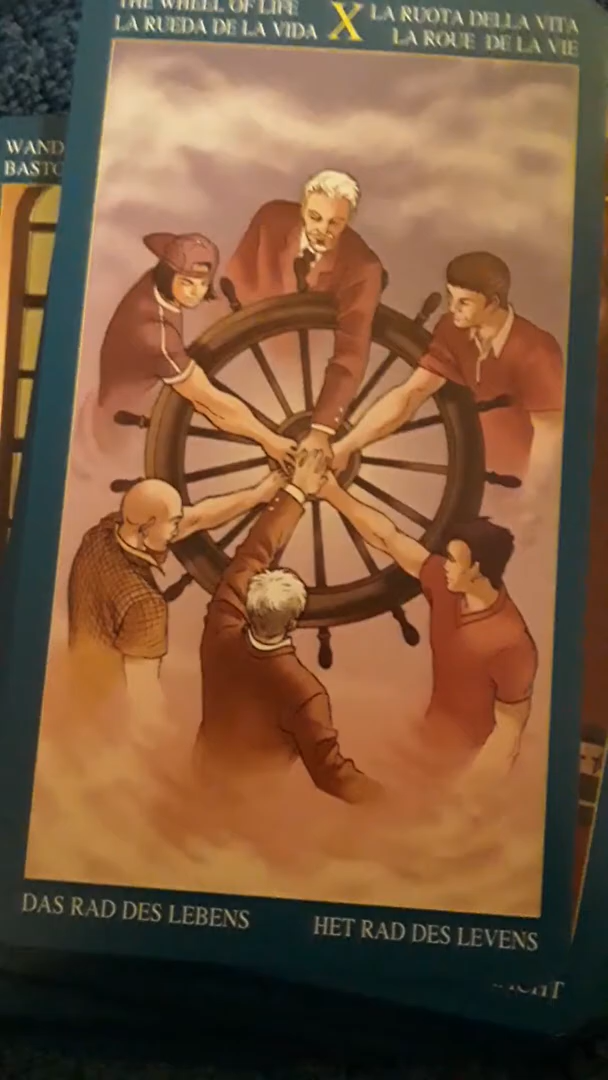 THE WHEEL OF LIFE
LA RUEDA DE LA VIDA
X
LA RUOTA DELLA VITA
LA ROUE DE LA VIE
WAND
BASTO
DAS RAD DES LEBENS
HET RAD DES LEVENS